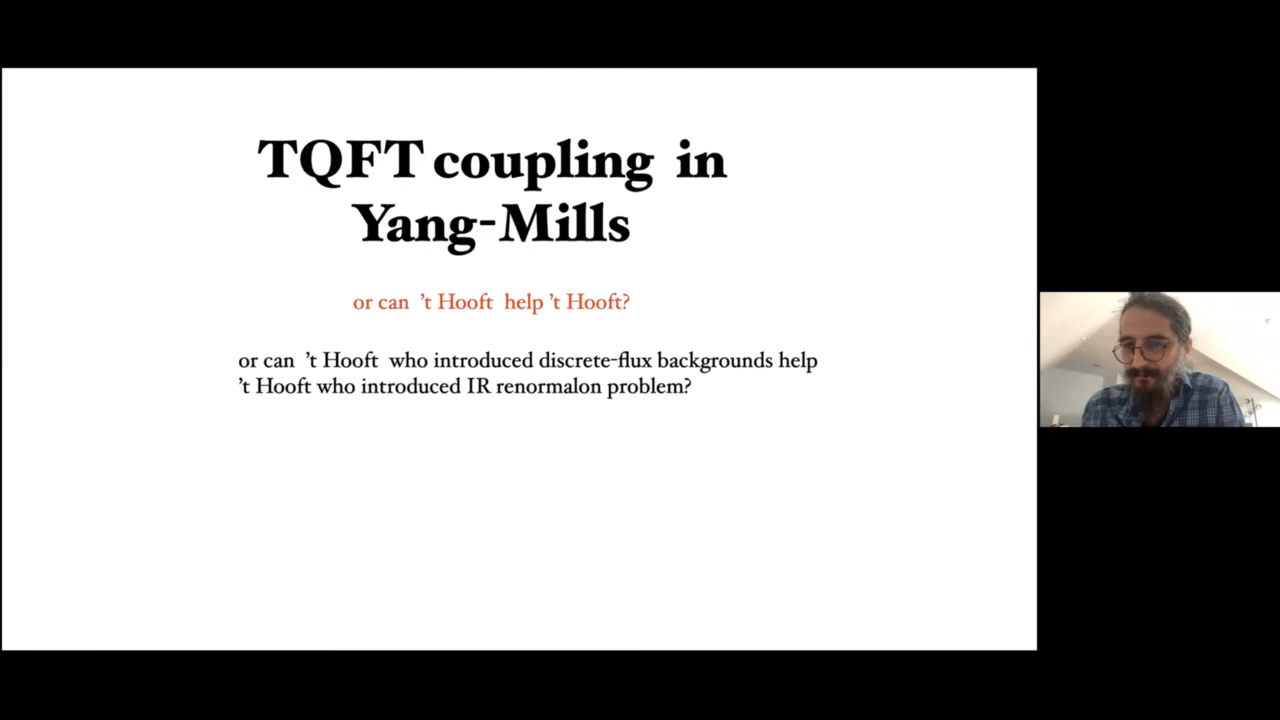 TQFT coupling in
Yang-Mills
or can 't Hooft help 't Hooft?
or can 't Hooft who introduced discrete-flux backgrounds help
't Hooft who introduced IR renormalon problem?